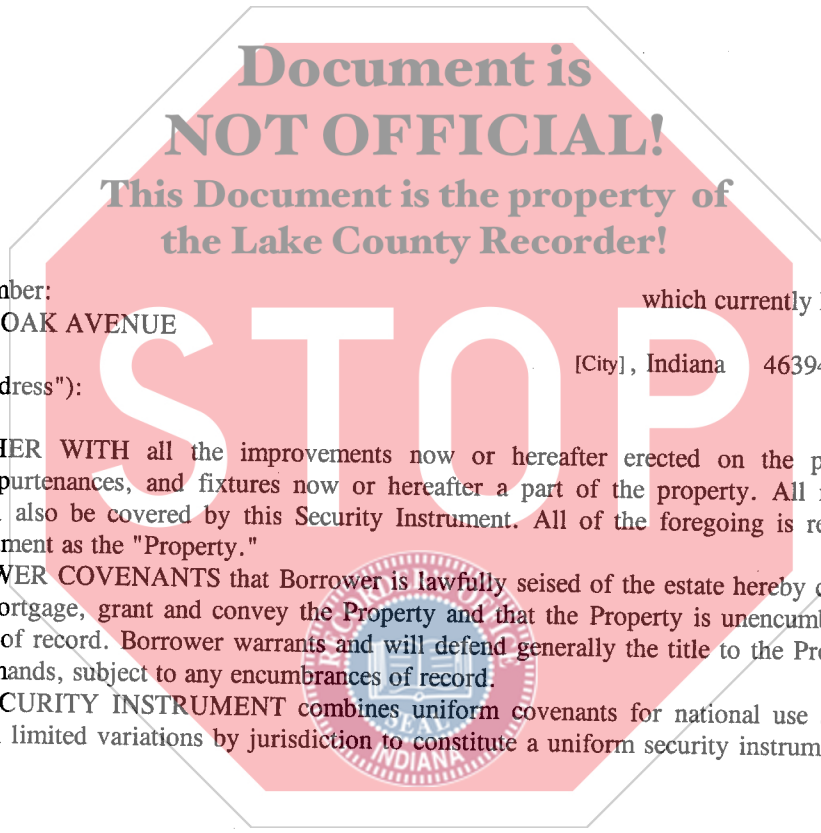 Document is
NOT OFFICIAL!
This Document is the property of
the Lake County Recorder!
mber:
which currently
OAK AVENUE
[City], Indiana 46394
dress"):
STOP
HER WITH all the improvements now or hereafter erected on the p
purtenances, and fixtures now or hereafter a part of the property. All
also be covered by this Security Instrument. All of the foregoing is re
ment as the "Property."
WER COVENANTS that Borrower is lawfully seised of the estate hereby c
ortgage, grant and convey the Property and that the Property is unencumb
of record. Borrower warrants and will defend generally the title to the Pro
nands, subject to any encumbrances of record.
CURITY INSTRUMENT combines uniform covenants for national use
limited variations by jurisdiction to constitute a uniform security instrum
RECORDER'S OFFICE
SEAL
INDIANA